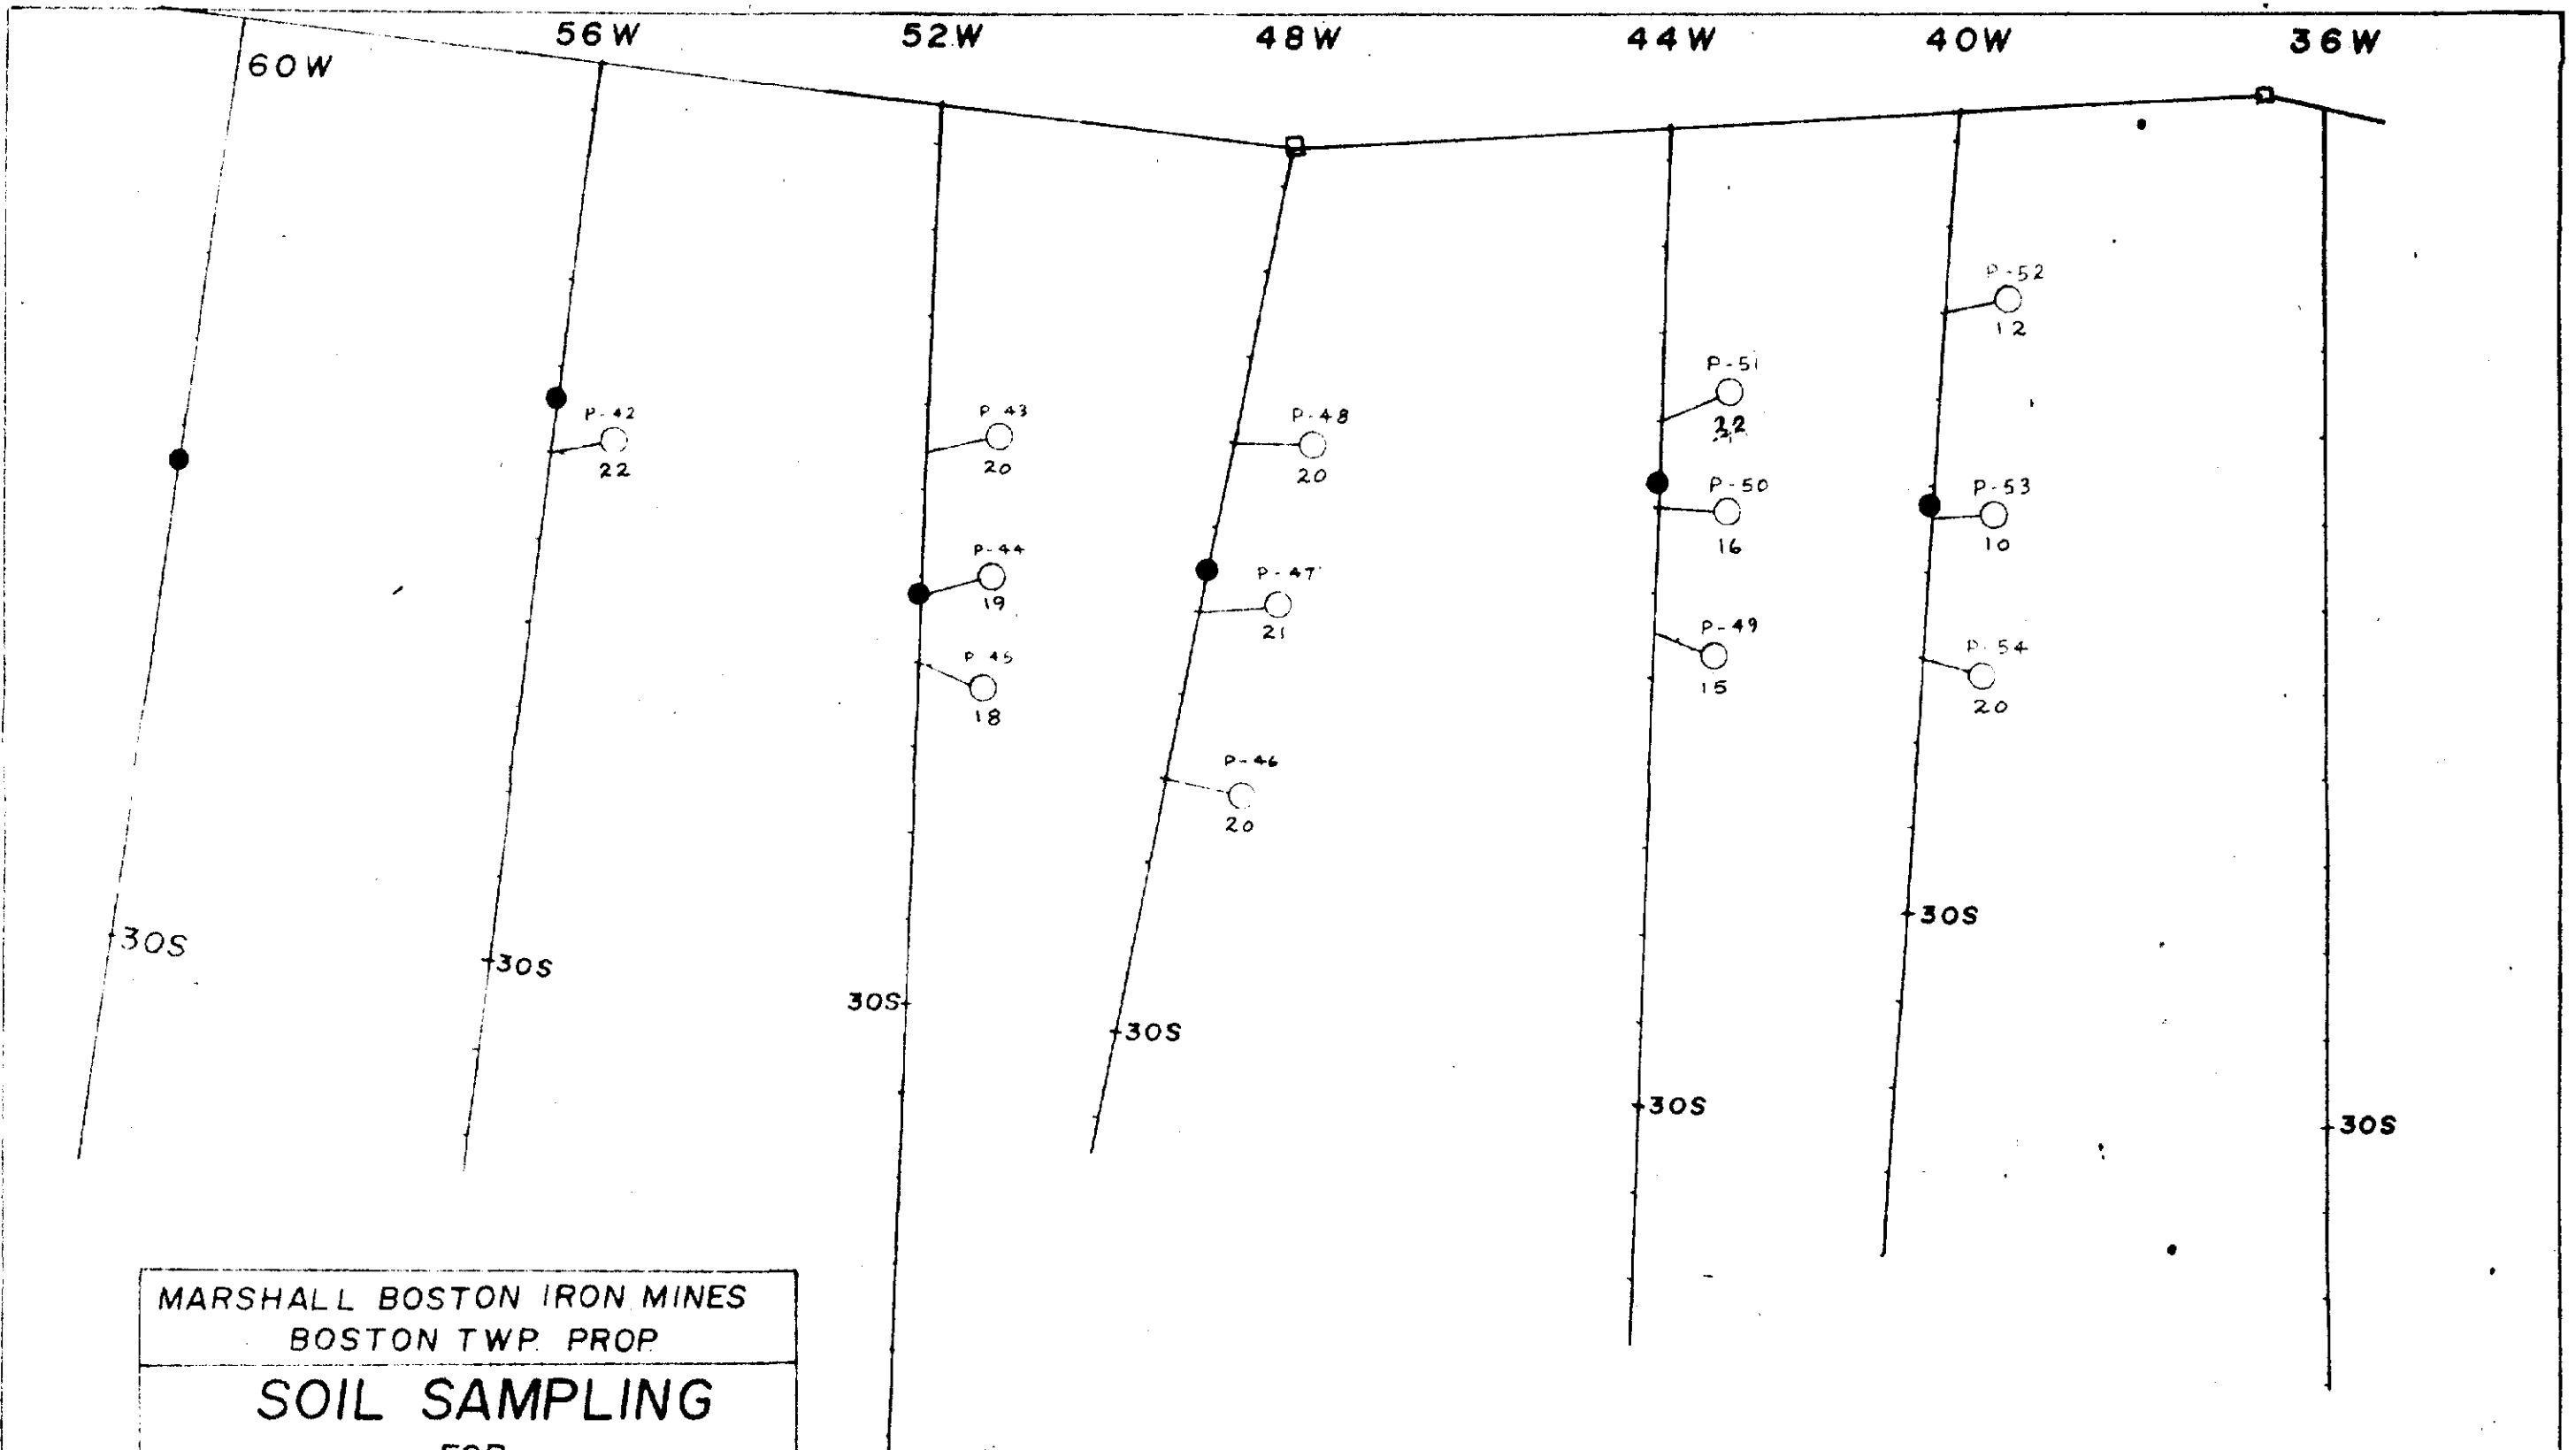 60W
56W
52W
48W
44W
40W
36W
P-52
12
P-51
22
P-42
22
P-43
20
P-48
20
P-50
16
P-53
10
P-44
19
P-47
21
P-49
15
P-45
18
P-54
20
P-46
20
30S
30S
30S
30S
30S
30S
30S
MARSHALL BOSTON IRON MINES
BOSTON TWP. PROP.
SOIL SAMPLING
FOR